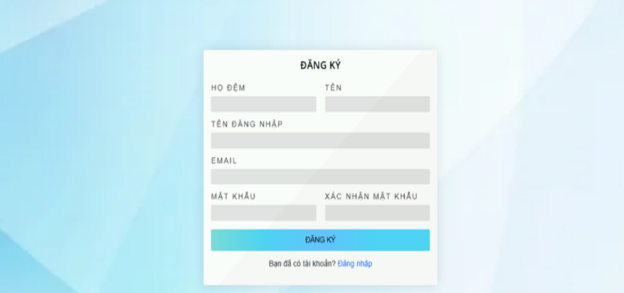 ĐĂNG KÝ
HỌ ĐỆM TÊN
TÊN ĐĂNG NHẬP
EMAIL
MẬT KHẨU XÁC NHẬN MẬT KHẨU
ĐĂNG KÝ
Bạn đã có tài khoản? Đăng nhập